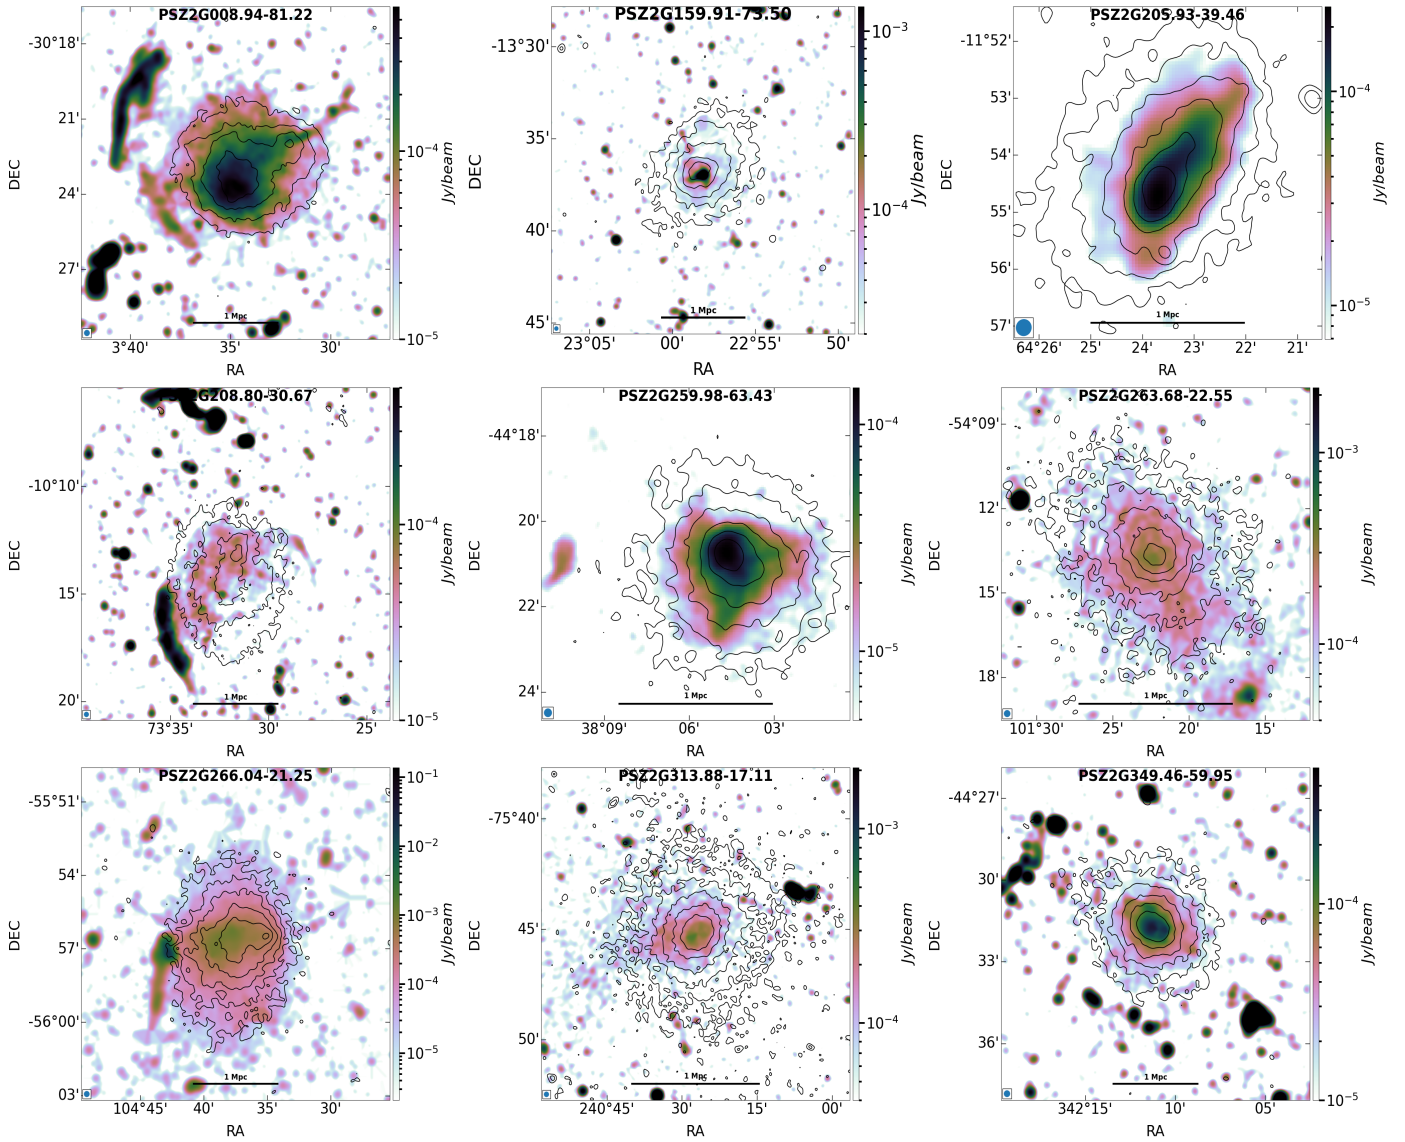 PSZ2G008.94-81.22
-30°18'
21'
24'
27'
DEC
3°40'
35'
30'
RA
1 Mpc
10⁻⁴
10⁻⁵
Jy/beam
PSZ2G159.91-73.50
-13°30'
35'
40'
45'
DEC
23°05'
00'
22°55'
50'
RA
1 Mpc
10⁻³
10⁻⁴
Jy/beam
PSZ2G205.93-39.46
-11°52'
53'
54'
55'
56'
57'
DEC
64°26'
25'
24'
23'
22'
21'
RA
1 Mpc
10⁻⁴
10⁻⁵
Jy/beam
PSZ2G208.80-30.67
-10°10'
15'
20'
DEC
73°35'
30'
25'
RA
1 Mpc
10⁻⁴
10⁻⁵
Jy/beam
PSZ2G259.98-63.43
-44°18'
20'
22'
24'
DEC
38°09'
06'
03'
RA
1 Mpc
10⁻⁴
10⁻⁵
Jy/beam
PSZ2G263.68-22.55
-54°09'
12'
15'
18'
DEC
101°30'
25'
20'
15'
RA
1 Mpc
10⁻³
10⁻⁴
Jy/beam
PSZ2G266.04-21.25
-55°51'
54'
57'
-56°00'
03'
DEC
104°45'
40'
35'
30'
RA
1 Mpc
10⁻¹
10⁻²
10⁻³
10⁻⁴
10⁻⁵
Jy/beam
PSZ2G313.88-17.11
-75°40'
45'
50'
DEC
240°45'
30'
15'
00'
RA
1 Mpc
10⁻³
10⁻⁴
Jy/beam
PSZ2G349.46-59.95
-44°27'
30'
33'
36'
DEC
342°15'
10'
05'
RA
1 Mpc
10⁻⁴
10⁻⁵
Jy/beam